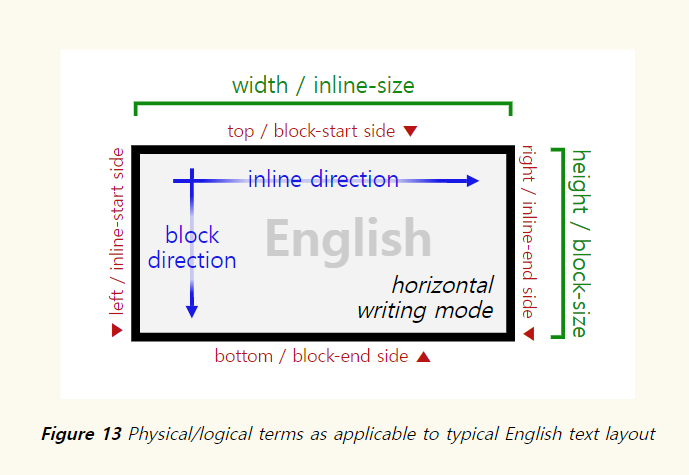 width / inline-size
top / block-start side ▼
left / inline-start side ▼
inline direction
block
direction
English
horizontal
writing mode
right / inline-end side ▼
height / block-size
bottom / block-end side ▲
Figure 13 Physical/logical terms as applicable to typical English text layout